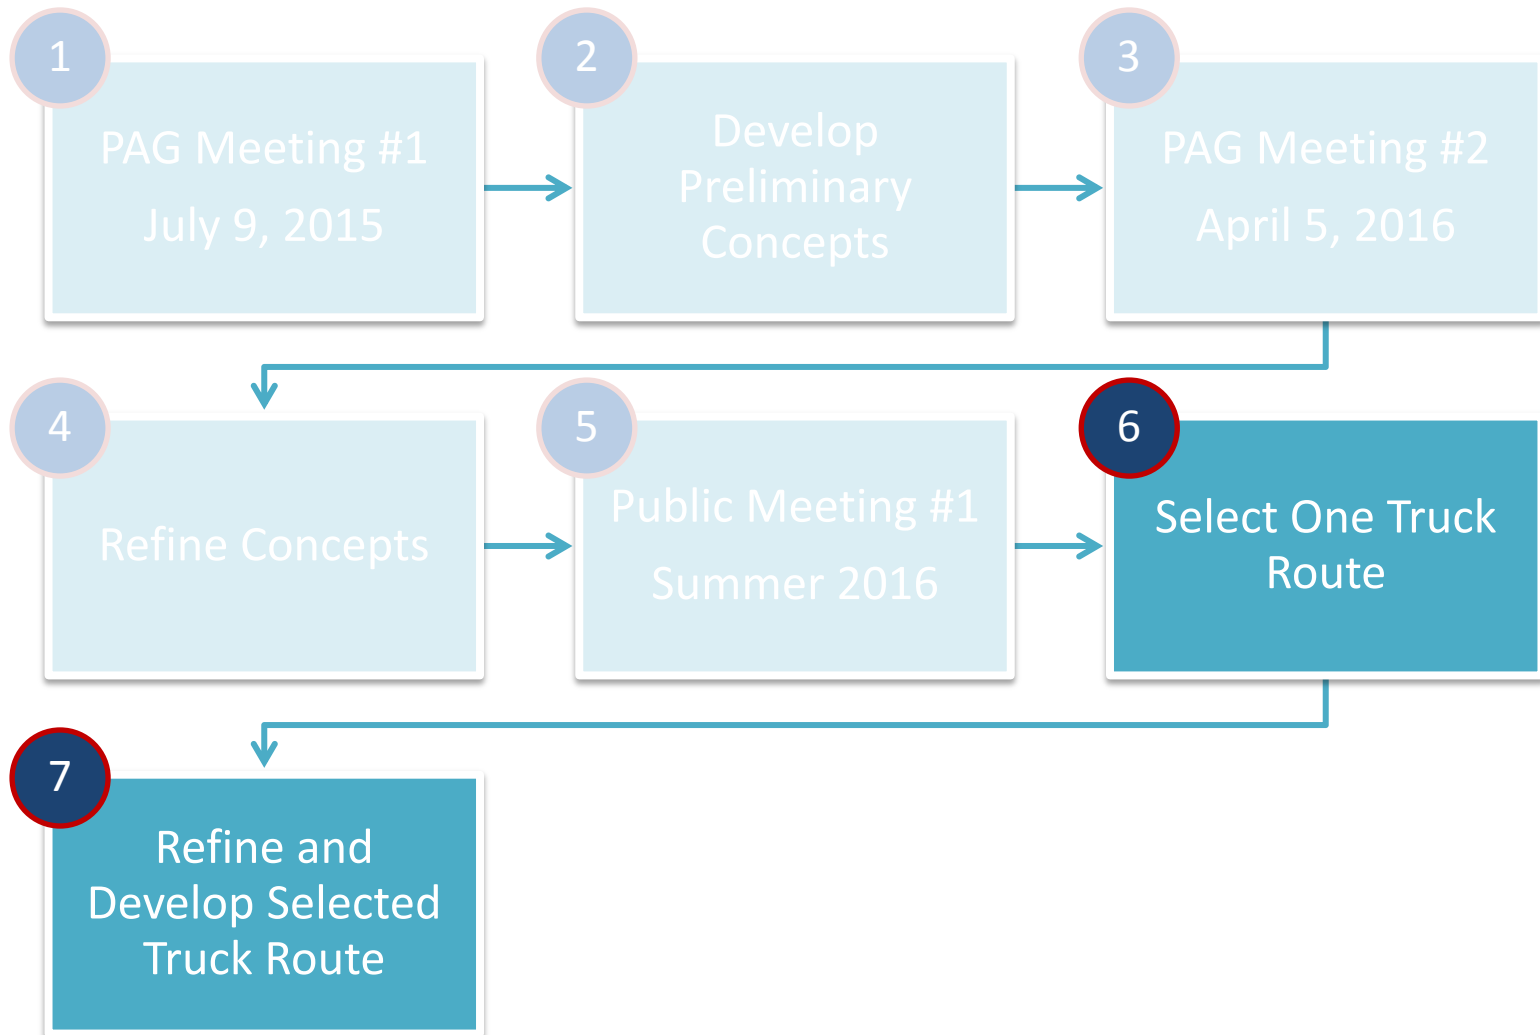 1
PAG Meeting #1
July 9, 2015
2
Develop
Preliminary
Concepts
3
PAG Meeting #2
April 5, 2016
4
Refine Concepts
5
Public Meeting #1
Summer 2016
6
Select One Truck
Route
7
Refine and
Develop Selected
Truck Route